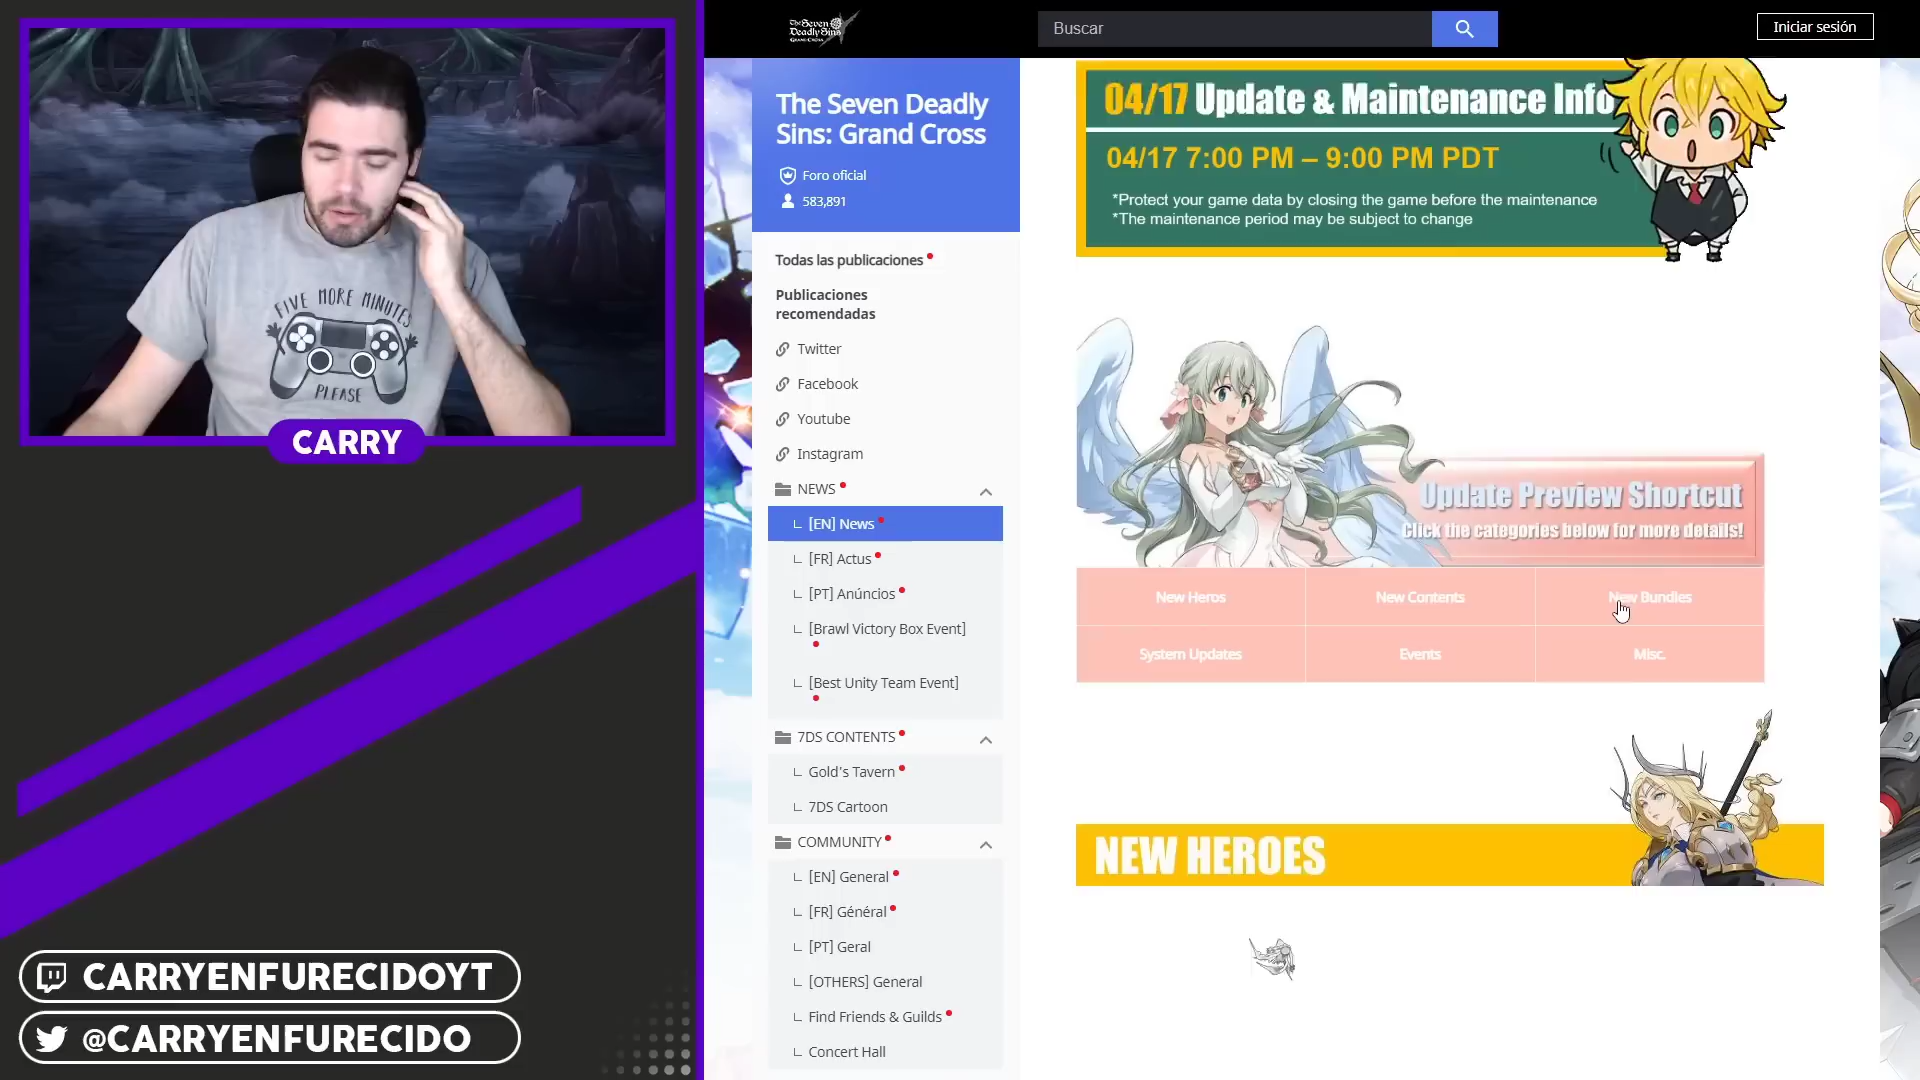 FIVE MORE MINUTES
PLEASE
CARRY
CARRYENFURECIDOYT
@CARRYENFURECIDO
The Seven
Deadly Sins
GRAND CROSS
Buscar
Iniciar sesión
The Seven Deadly
Sins: Grand Cross
Foro oficial
583,891
Todas las publicaciones
Publicaciones
recomendadas
Twitter
Facebook
Youtube
Instagram
NEWS
[EN] News
[FR] Actus
[PT] Anúncios
[Brawl Victory Box Event]
[Best Unity Team Event]
7DS CONTENTS
Gold's Tavern
7DS Cartoon
COMMUNITY
[EN] General
[FR] Général
[PT] Geral
[OTHERS] General
Find Friends & Guilds
Concert Hall
04/17 Update & Maintenance Info
04/17 7:00 PM – 9:00 PM PDT
*Protect your game data by closing the game before the maintenance
*The maintenance period may be subject to change
Update Preview Shortcut
Click the categories below for more details!
New Heros
New Contents
New Bundles
System Updates
Events
Misc.
NEW HEROES